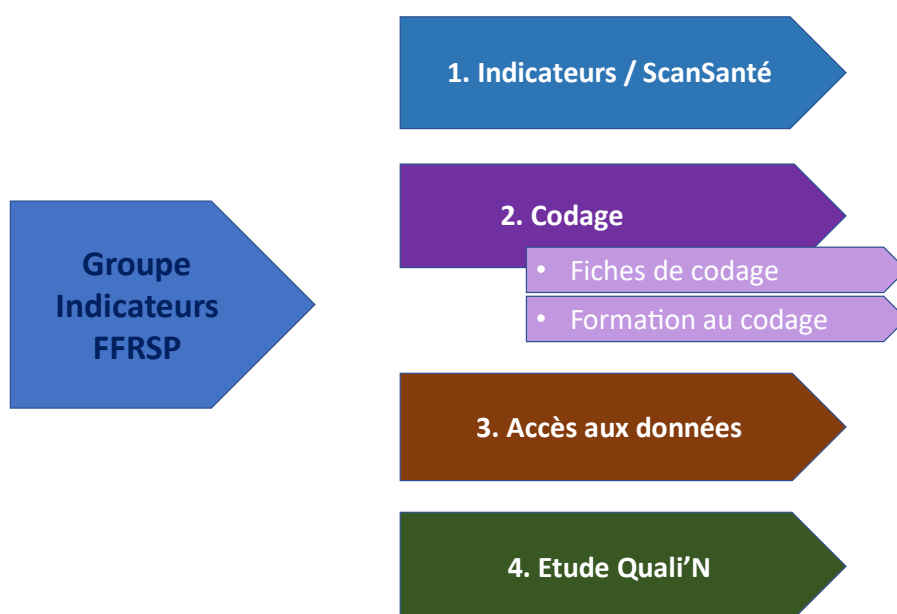 Groupe
Indicateurs
FFRSP
1. Indicateurs / ScanSanté
2. Codage
• Fiches de codage
• Formation au codage
3. Accès aux données
4. Etude Quali’N